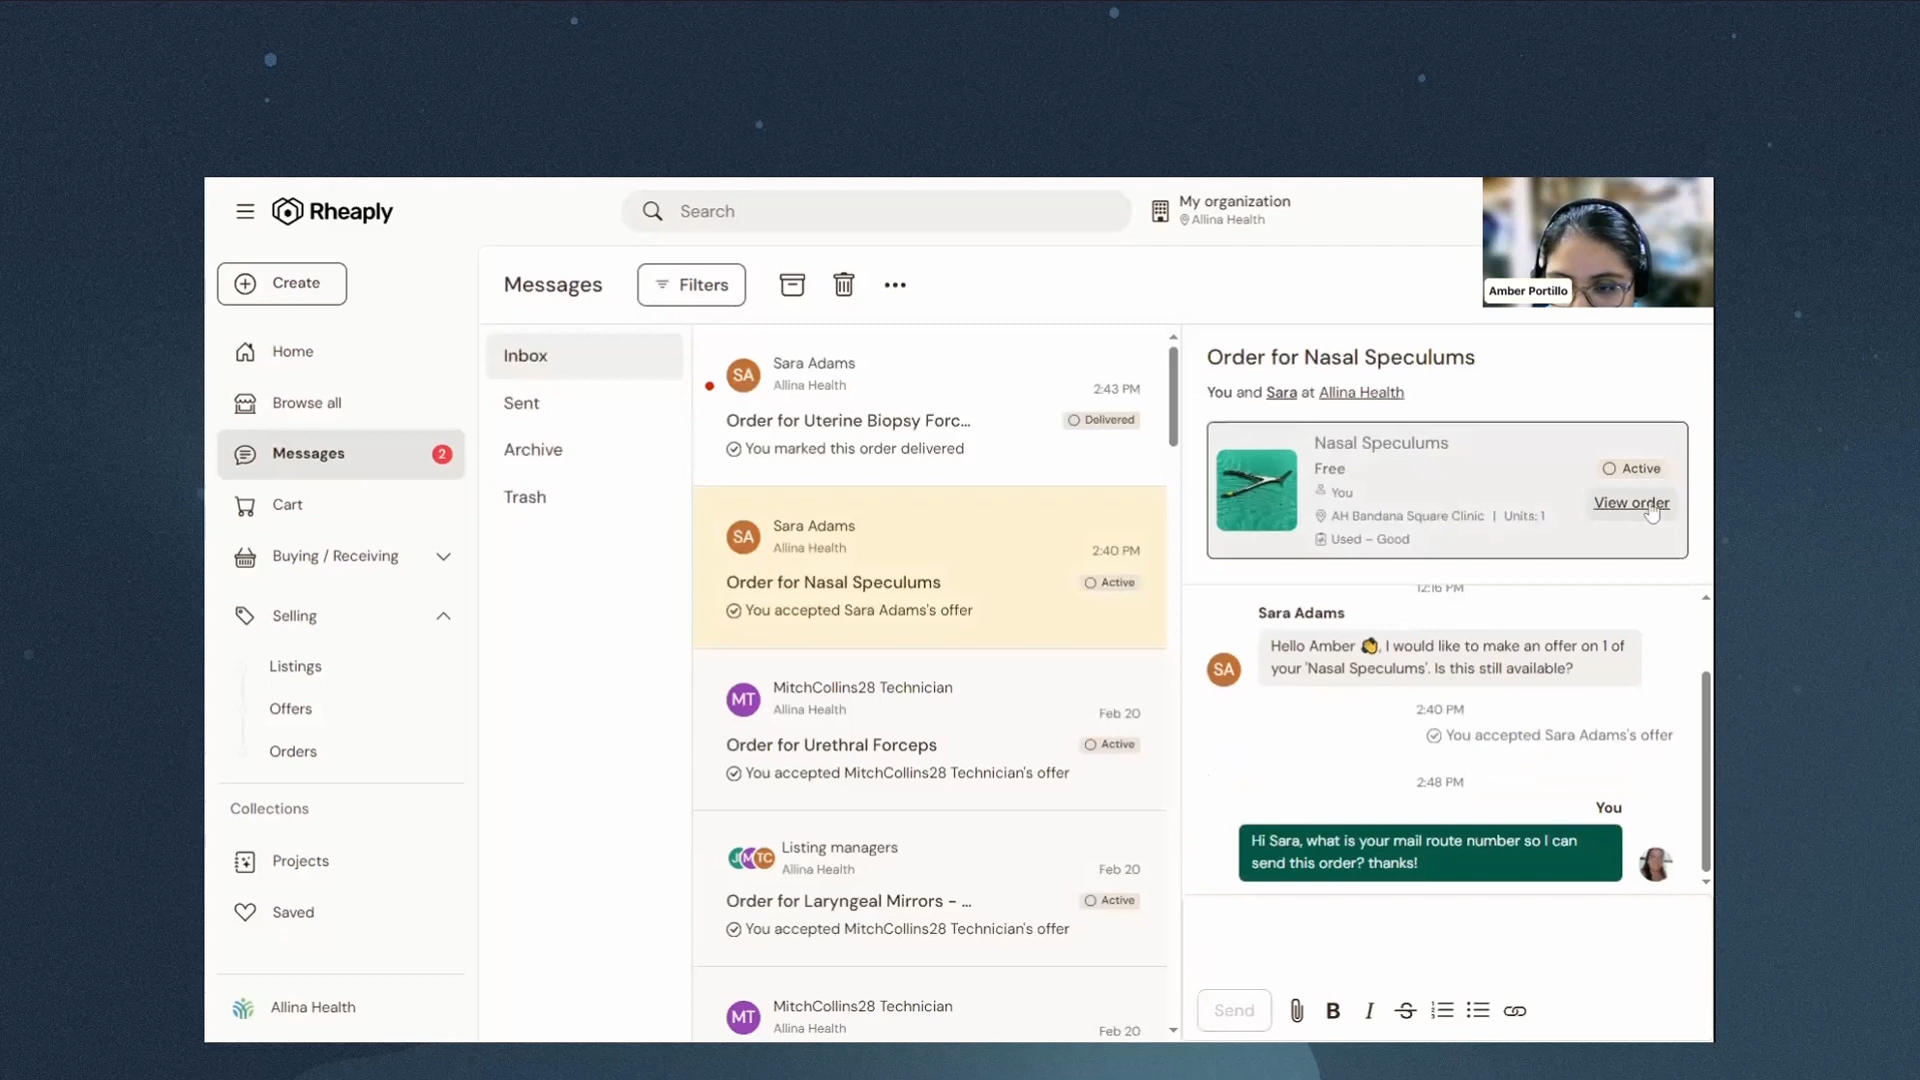 Rheaply
Search
My organization
Allina Health
Amber Portillo
Create
Home
Browse all
Messages
2
Cart
Buying / Receiving
Selling
Listings
Offers
Orders
Collections
Projects
Saved
Allina Health
Messages
Filters
Inbox
Sent
Archive
Trash
SA
Sara Adams
Allina Health
2:43 PM
Order for Uterine Biopsy Forc...
Delivered
You marked this order delivered
SA
Sara Adams
Allina Health
2:40 PM
Order for Nasal Speculums
Active
You accepted Sara Adams's offer
MT
MitchCollins28 Technician
Allina Health
Feb 20
Order for Urethral Forceps
Active
You accepted MitchCollins28 Technician's offer
TC
Listing managers
Allina Health
Feb 20
Order for Laryngeal Mirrors - ...
Active
You accepted MitchCollins28 Technician's offer
MT
MitchCollins28 Technician
Allina Health
Feb 20
Order for Nasal Speculums
You and Sara at Allina Health
Nasal Speculums
Free
Active
You
View order
AH Bandana Square Clinic | Units: 1
Used – Good
12:16 PM
Sara Adams
SA
Hello Amber 👏, I would like to make an offer on 1 of
your 'Nasal Speculums'. Is this still available?
2:40 PM
You accepted Sara Adams's offer
2:48 PM
You
Hi Sara, what is your mail route number so I can
send this order? thanks!
Send
B
I
S